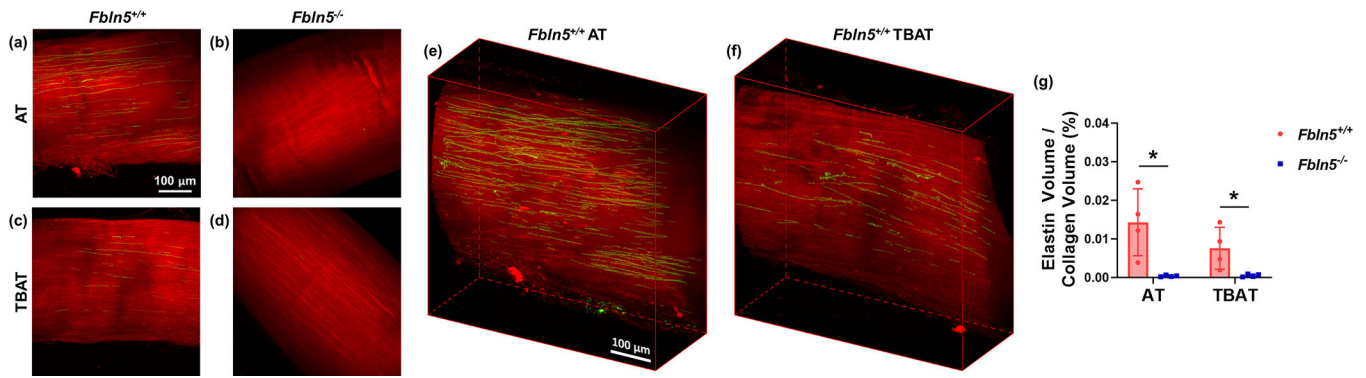 Fbln5+/+
Fbln5-/-
(a)
(b)
AT
100 μm
(c)
(d)
TBAT
Fbln5+/+ AT
(e)
100 μm
Fbln5+/+ TBAT
(f)
(g)
Elastin Volume /
Collagen Volume (%)
0.04
0.03
0.02
0.01
0.00
*
*
AT
TBAT
Fbln5+/+
Fbln5-/-